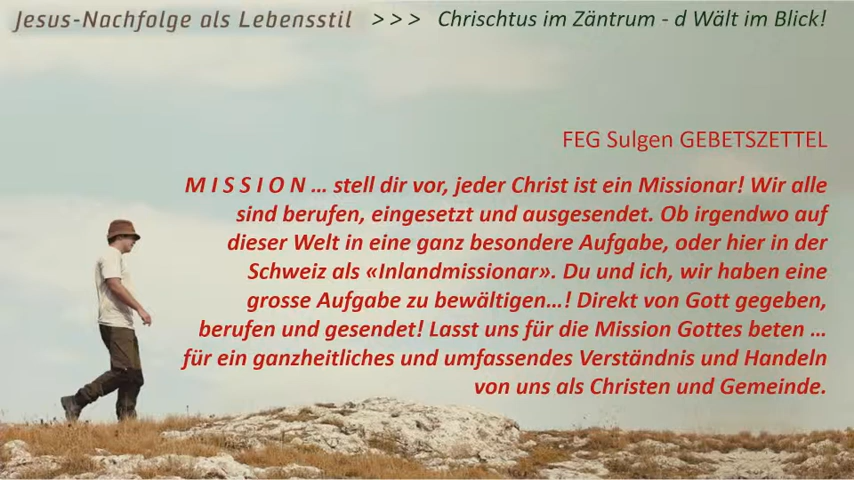 Jesus-Nachfolge als Lebensstil >>> Chrischtus im Zäntrum - d Wält im Blick!
FEG Sulgen GEBETSZETTEL
M I S S I O N ... stell dir vor, jeder Christ ist ein Missionar! Wir alle
sind berufen, eingesetzt und ausgesendet. Ob irgendwo auf
dieser Welt in eine ganz besondere Aufgabe, oder hier in der
Schweiz als «Inlandmissionar». Du und ich, wir haben eine
grosse Aufgabe zu bewältigen...! Direkt von Gott gegeben,
berufen und gesendet! Lasst uns für die Mission Gottes beten ...
für ein ganzheitliches und umfassendes Verständnis und Handeln
von uns als Christen und Gemeinde.